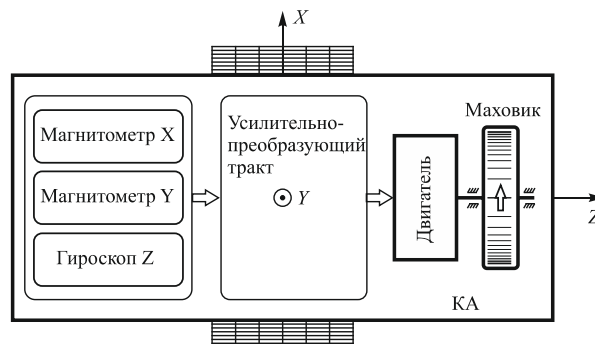 X
Магнитометр X
Магнитометр Y
Гироскоп Z
Усилительно-
преобразующий
тракт
Y
Двигатель
Маховик
Z
КА